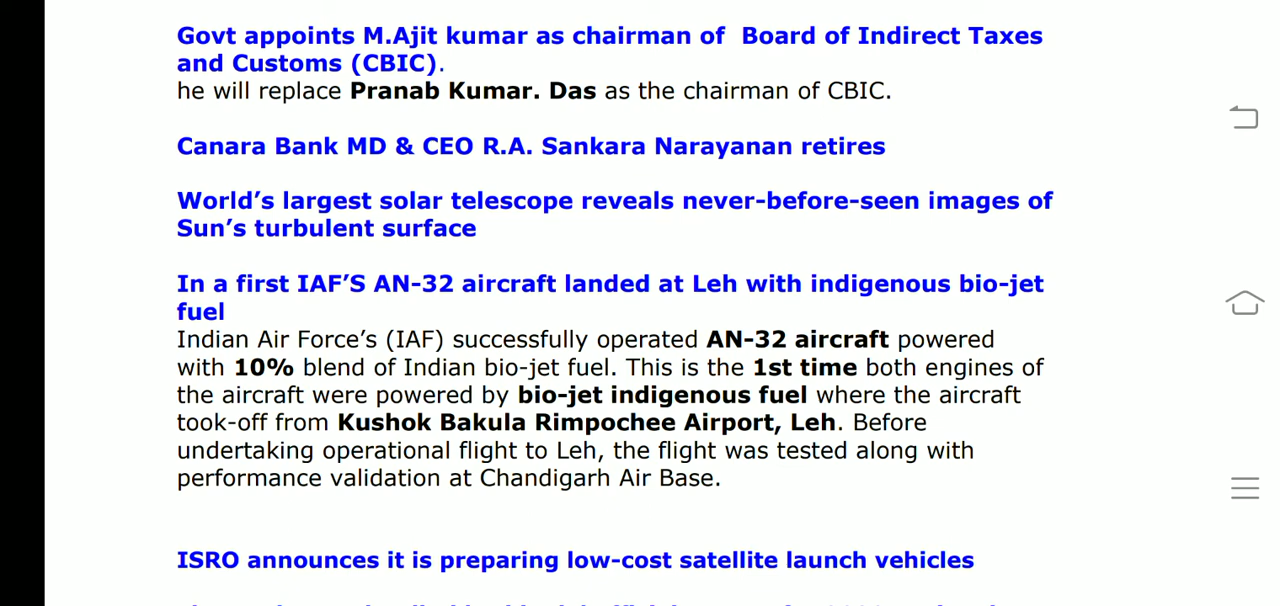 Govt appoints M.Ajit kumar as chairman of  Board of Indirect Taxes
and Customs (CBIC).
he will replace Pranab Kumar. Das as the chairman of CBIC.
Canara Bank MD & CEO R.A. Sankara Narayanan retires
World’s largest solar telescope reveals never-before-seen images of
Sun’s turbulent surface
In a first IAF’S AN-32 aircraft landed at Leh with indigenous bio-jet
fuel
Indian Air Force’s (IAF) successfully operated AN-32 aircraft powered
with 10% blend of Indian bio-jet fuel. This is the 1st time both engines of
the aircraft were powered by bio-jet indigenous fuel where the aircraft
took-off from Kushok Bakula Rimpochee Airport, Leh. Before
undertaking operational flight to Leh, the flight was tested along with
performance validation at Chandigarh Air Base.
ISRO announces it is preparing low-cost satellite launch vehicles